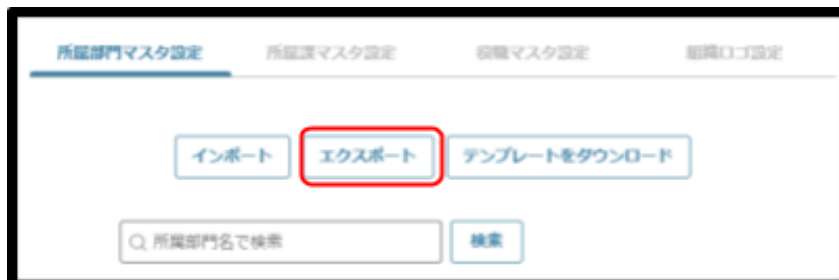 所属部門マスタ設定 所属課マスタ設定 役職マスタ設定 組織ロゴ設定
インポート エクスポート テンプレートをダウンロード
所属部門名で検索 検索